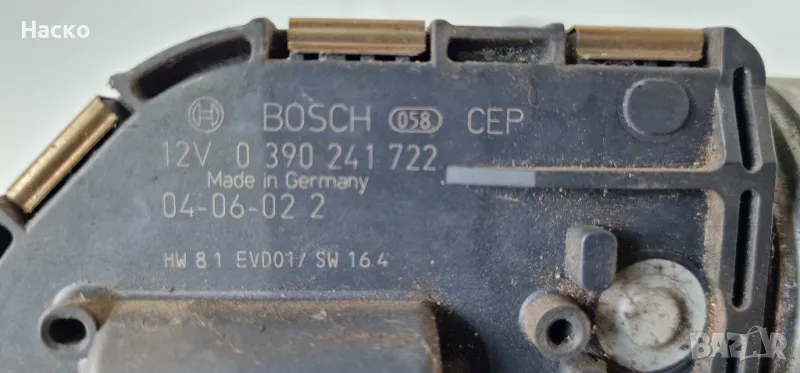 Наско
BOSCH 058 CEP
12V 0 390 241 722
Made in Germany
04-06-02 2
HW 8 1 EVD01/ SW 16 4
BAZAR